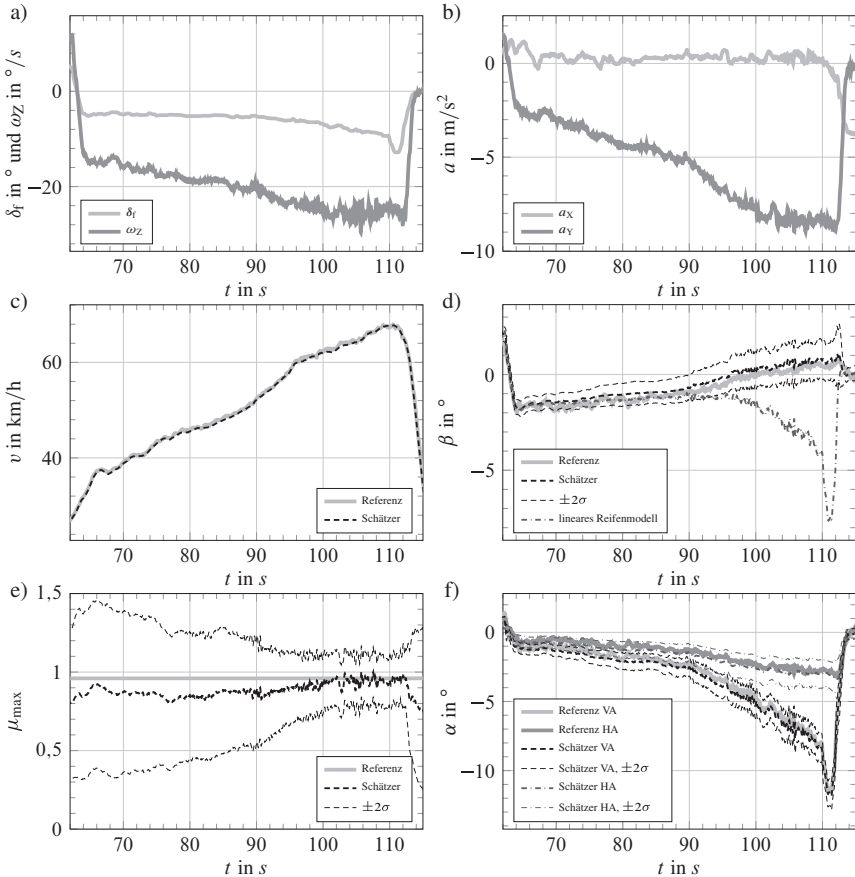 a)
δf in ° und ωZ in °/s
0
−20
δf
ωZ
70 80 90 100 110
t in s
b)
a in m/s²
0
−5
−10
aX
aY
70 80 90 100 110
t in s
c)
v in km/h
60
40
Referenz
Schätzer
70 80 90 100 110
t in s
d)
β in °
0
−5
Referenz
Schätzer
±2σ
lineares Reifenmodell
70 80 90 100 110
t in s
e)
μmax
1,5
1
0,5
0
Referenz
Schätzer
±2σ
70 80 90 100 110
t in s
f)
α in °
0
−5
−10
Referenz VA
Referenz HA
Schätzer VA
Schätzer VA, ±2σ
Schätzer HA
Schätzer HA, ±2σ
70 80 90 100 110
t in s